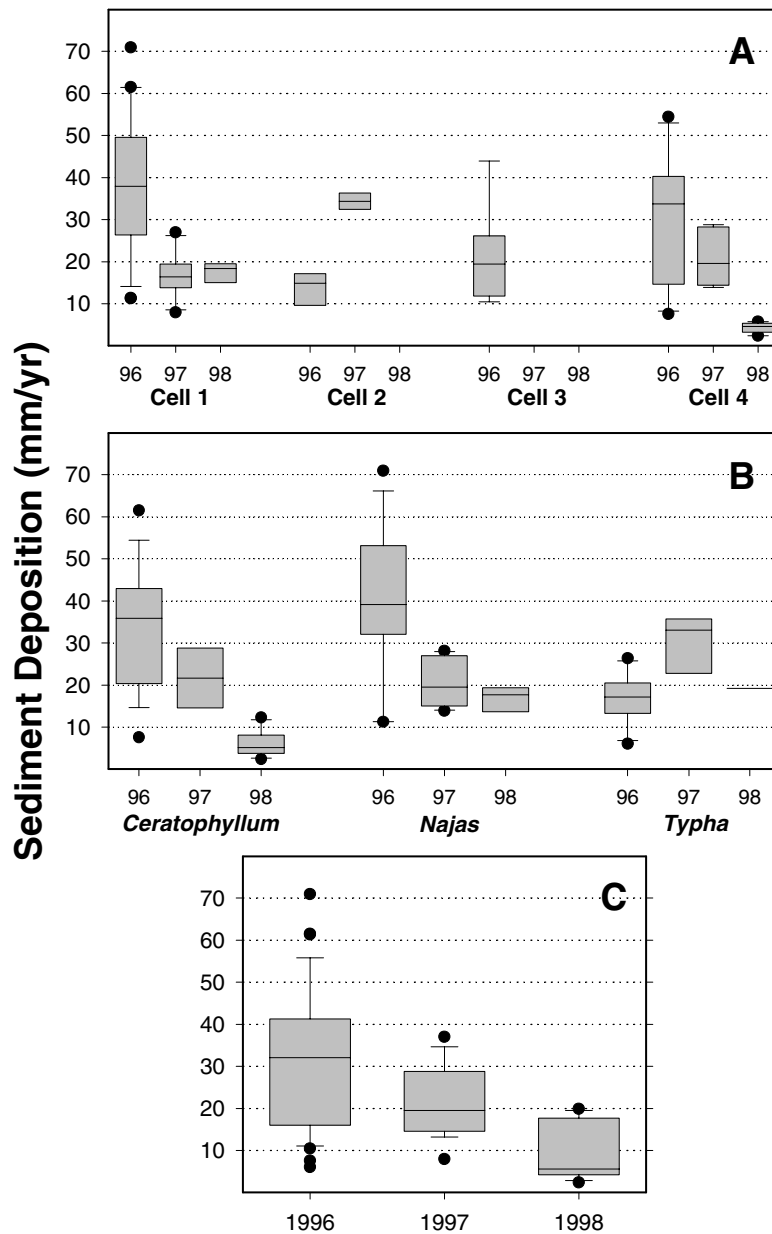 Sediment Deposition (mm/yr)
A
70
60
50
40
30
20
10
96 97 98 96 97 98 96 97 98 96 97 98
Cell 1 Cell 2 Cell 3 Cell 4
B
70
60
50
40
30
20
10
96 97 98 96 97 98 96 97 98
Ceratophyllum Najas Typha
C
70
60
50
40
30
20
10
1996 1997 1998